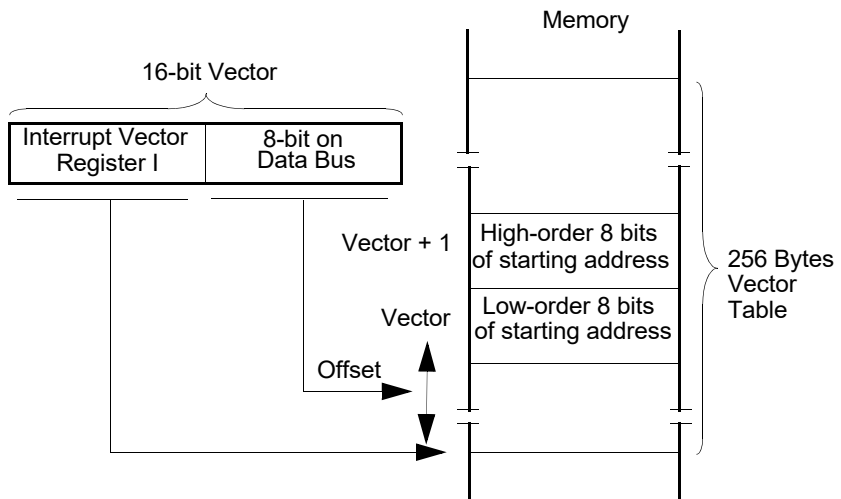 Memory
16-bit Vector
Interrupt Vector
Register I
8-bit on
Data Bus
Vector + 1
High-order 8 bits
of starting address
256 Bytes
Vector
Table
Vector
Low-order 8 bits
of starting address
Offset